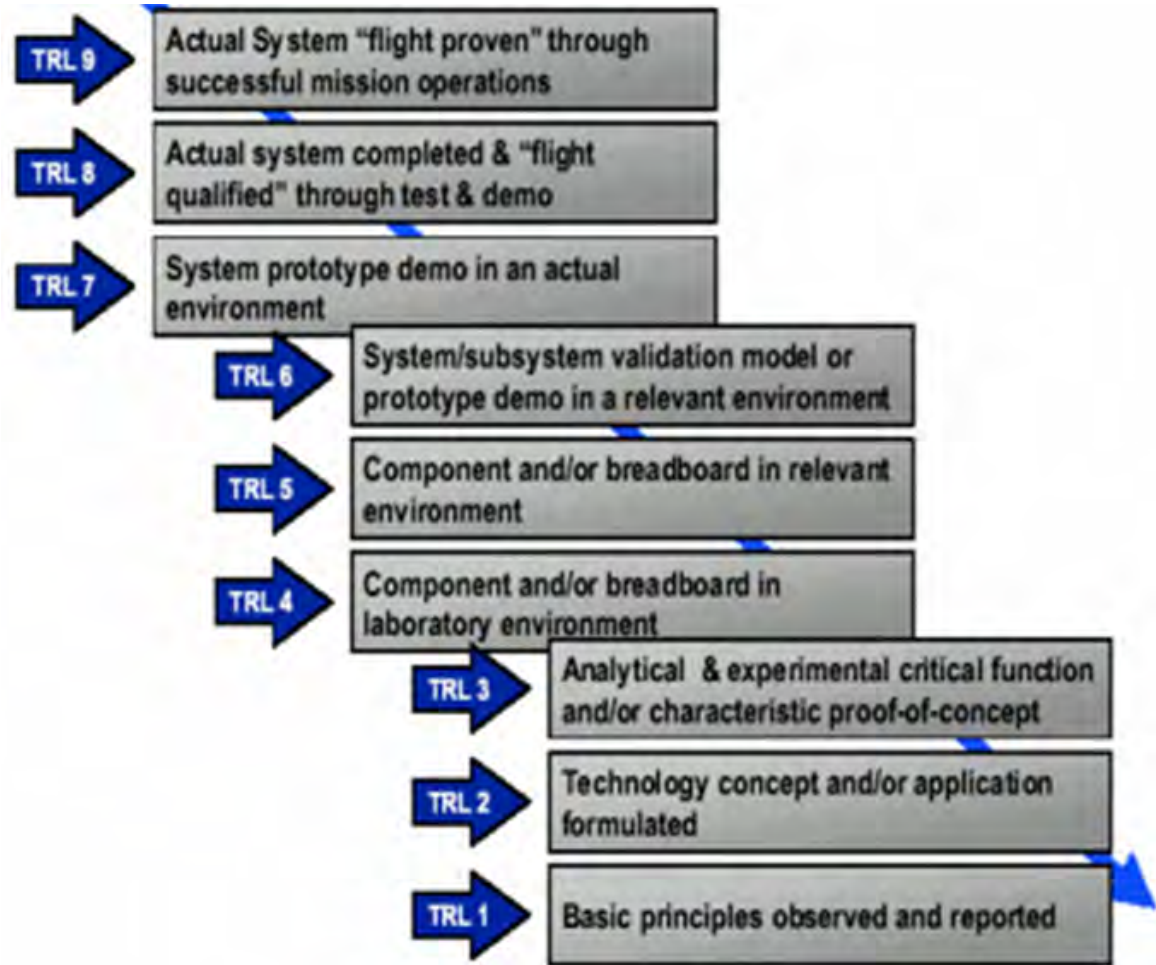 TRL 9
Actual System “flight proven” through
successful mission operations
TRL 8
Actual system completed & “flight
qualified” through test & demo
TRL 7
System prototype demo in an actual
environment
TRL 6
System/subsystem validation model or
prototype demo in a relevant environment
TRL 5
Component and/or breadboard in relevant
environment
TRL 4
Component and/or breadboard in
laboratory environment
TRL 3
Analytical & experimental critical function
and/or characteristic proof-of-concept
TRL 2
Technology concept and/or application
formulated
TRL 1
Basic principles observed and reported